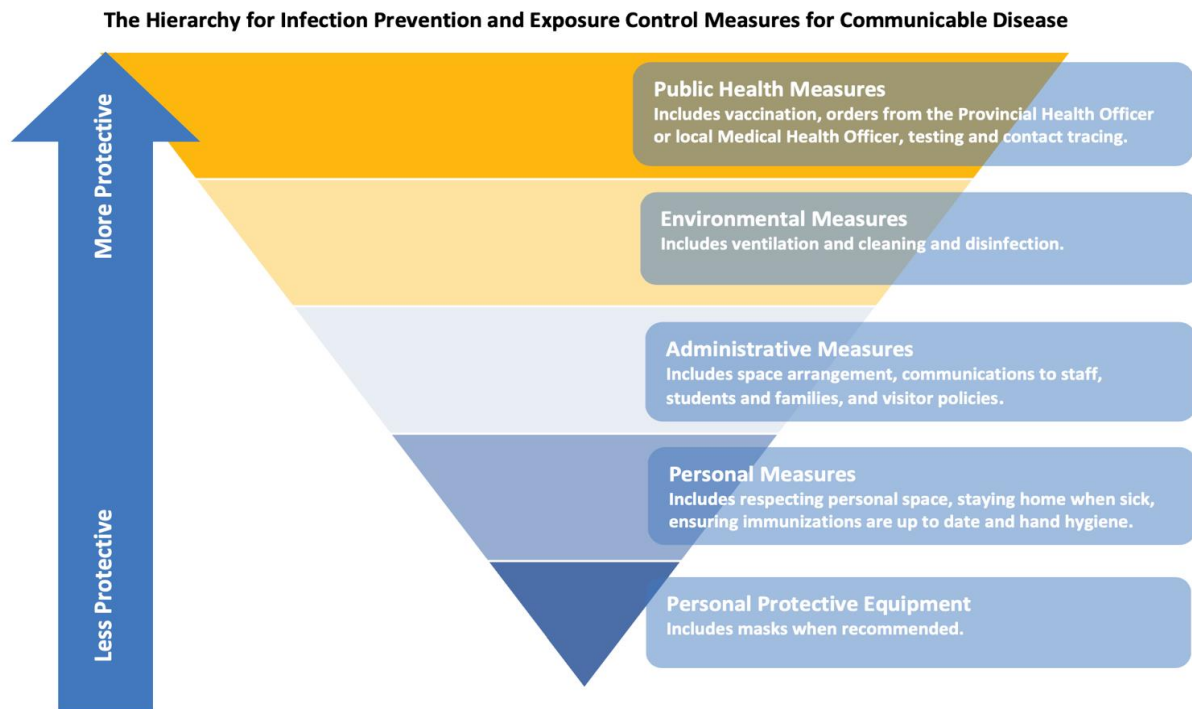 The Hierarchy for Infection Prevention and Exposure Control Measures for Communicable Disease
More Protective
Less Protective
Public Health Measures
Includes vaccination, orders from the Provincial Health Officer
or local Medical Health Officer, testing and contact tracing.
Environmental Measures
Includes ventilation and cleaning and disinfection.
Administrative Measures
Includes space arrangement, communications to staff,
students and families, and visitor policies.
Personal Measures
Includes respecting personal space, staying home when sick,
ensuring immunizations are up to date and hand hygiene.
Personal Protective Equipment
Includes masks when recommended.